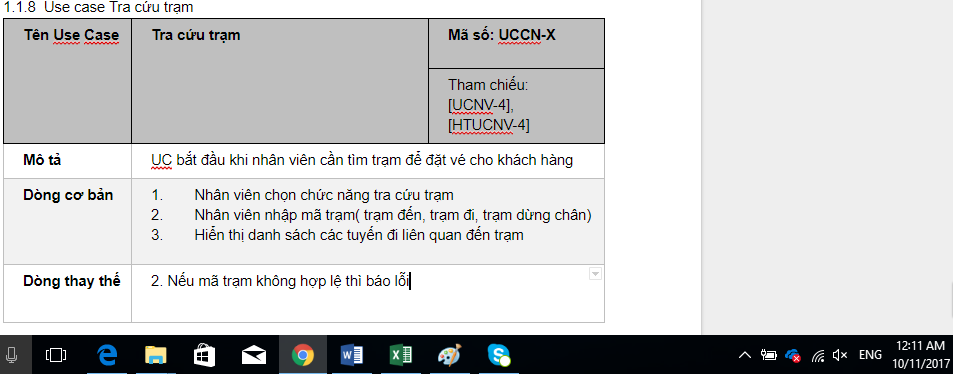 1.1.8 Use case Tra cứu trạm
Tên Use Case
Tra cứu trạm
Mã số: UCCN-X
Tham chiếu:
[UCNV-4],
[HTUCNV-4]
Mô tả
UC bắt đầu khi nhân viên cần tìm trạm để đặt vé cho khách hàng
Dòng cơ bản
1. Nhân viên chọn chức năng tra cứu trạm
2. Nhân viên nhập mã trạm( trạm đến, trạm đi, trạm dừng chân)
3. Hiển thị danh sách các tuyến đi liên quan đến trạm
Dòng thay thế
2. Nếu mã trạm không hợp lệ thì báo lỗi
ENG
12:11 AM
10/11/2017